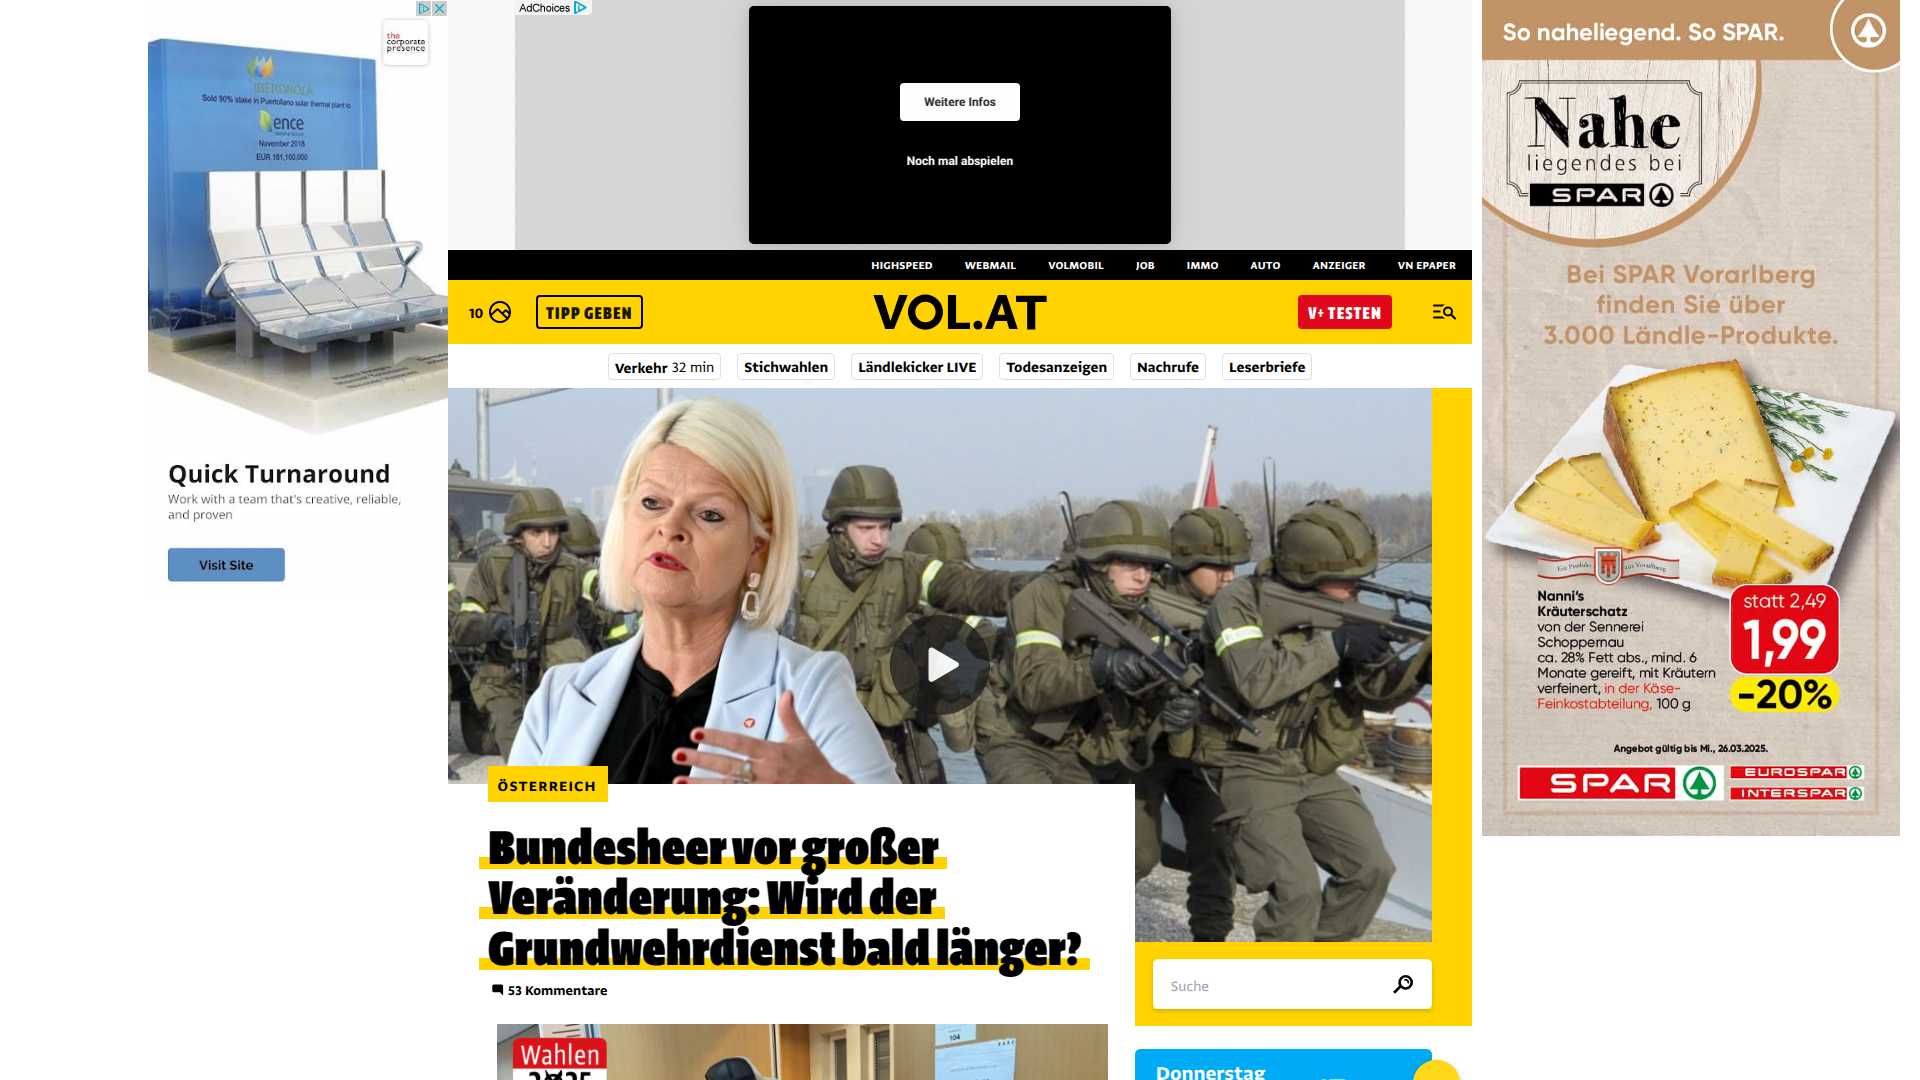 the
corporate
presence
IBERDROLA
Sold 90% stake in Puertollano solar thermal plant to
ence
November 2018
EUR 181,100,000
Quick Turnaround
Work with a team that's creative, reliable,
and proven
Visit Site
AdChoices
Weitere Infos
Noch mal abspielen
HIGHSPEED WEBMAIL VOLMOBIL JOB IMMO AUTO ANZEIGER VN EPAPER
10 TIPP GEBEN VOL.AT V+ TESTEN
Verkehr 32 min Stichwahlen Ländlekicker LIVE Todesanzeigen Nachrufe Leserbriefe
ÖSTERREICH
Bundesheer vor großer
Veränderung: Wird der
Grundwehrdienst bald länger?
53 Kommentare
Suche
Wahlen
2025
104
Donnerstag
So naheliegend. So SPAR.
Nahe
liegendes bei
SPAR
Bei SPAR Vorarlberg
finden Sie über
3.000 Ländle-Produkte.
Ein Produkt aus Vorarlberg
Nanni's
Kräuterschatz
von der Sennerei
Schoppernau
ca. 28% Fett abs., mind. 6
Monate gereift, mit Kräutern
verfeinert, in der Käse-
Feinkostabteilung, 100 g
statt 2,49
1,99
-20%
Angebot gültig bis Mi., 26.03.2025.
SPAR
EUROSPAR
INTERSPAR